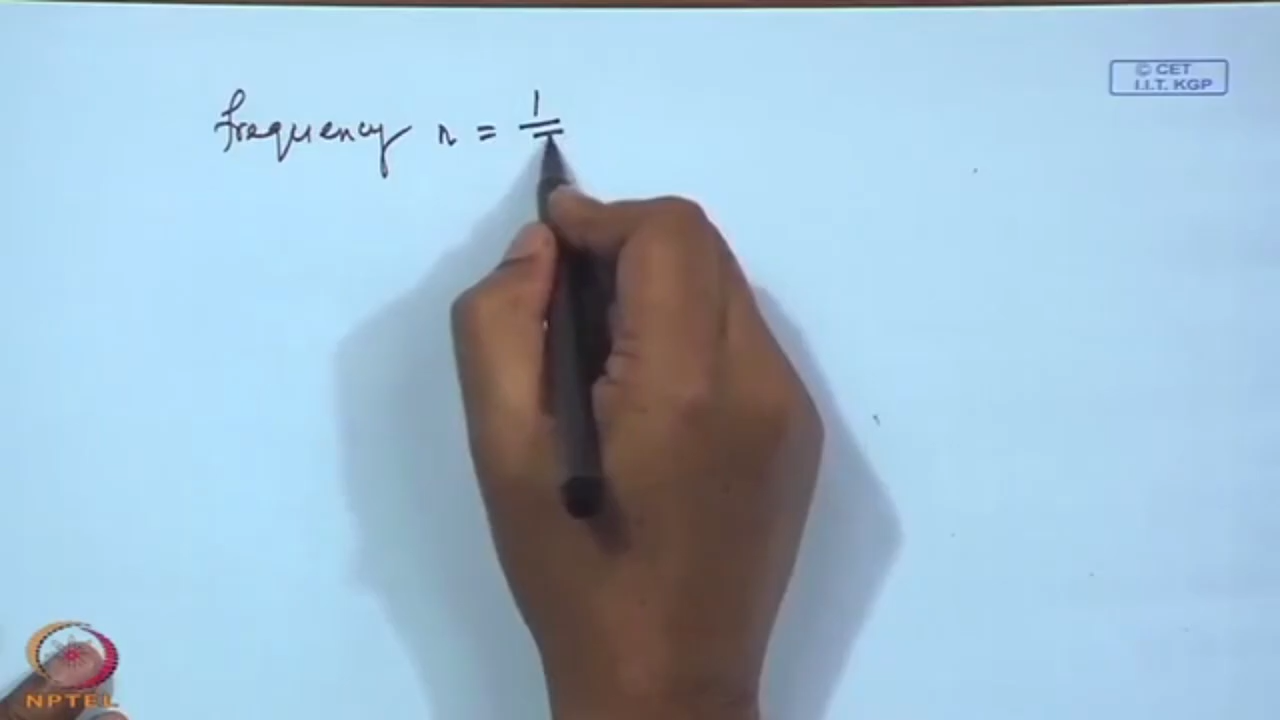 © CET
I.I.T. KGP
frequency n = 1/T
NPTEL